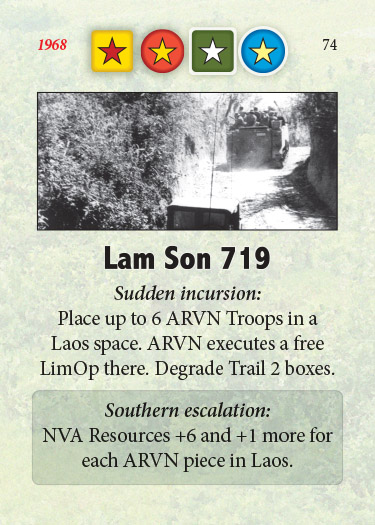 1968 74
Lam Son 719
Sudden incursion:
Place up to 6 ARVN Troops in a
Laos space. ARVN executes a free
LimOp there. Degrade Trail 2 boxes.
Southern escalation:
NVA Resources +6 and +1 more for
each ARVN piece in Laos.